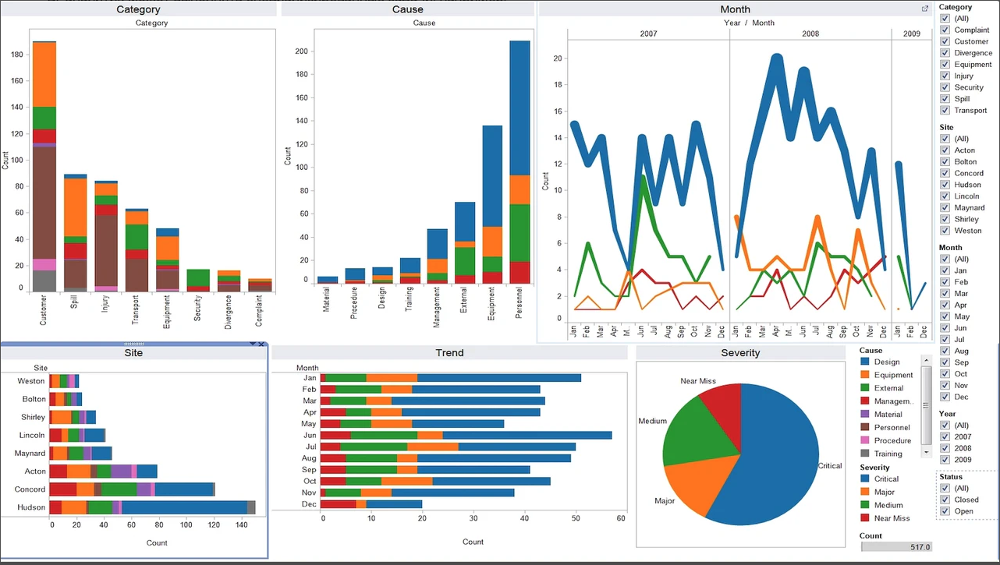 Category
Category
180
160
140
120
100
80
60
40
20
0
Count
Customer
Spill
Injury
Transport
Equipment
Security
Divergence
Complaint
Cause
Cause
200
180
160
140
120
100
80
60
40
20
0
Count
Material
Procedure
Design
Training
Management
External
Equipment
Personnel
Month
Year / Month
2007 2008 2009
20
18
16
14
12
10
8
6
4
2
0
Count
Jan Feb Mar Apr M.. Jun Jul Aug Sep Oct Nov Dec Jan Feb Mar Apr M.. Jun Jul Aug Sep Oct Nov Dec Jan Feb Dec
Site
Site
Weston
Bolton
Shirley
Lincoln
Maynard
Acton
Concord
Hudson
0 20 40 60 80 100 120 140
Count
Trend
Month
Jan
Feb
Mar
Apr
May
Jun
Jul
Aug
Sep
Oct
Nov
Dec
0 10 20 30 40 50 60
Count
Severity
Near Miss
Medium
Major
Critical
Cause
Design
Equipment
External
Managem..
Material
Personnel
Procedure
Training
Severity
Critical
Major
Medium
Near Miss
Count
517.0
Category
(All)
Complaint
Customer
Divergence
Equipment
Injury
Security
Spill
Transport
Site
(All)
Acton
Bolton
Concord
Hudson
Lincoln
Maynard
Shirley
Weston
Month
(All)
Jan
Feb
Mar
Apr
May
Jun
Jul
Aug
Sep
Oct
Nov
Dec
Year
(All)
2007
2008
2009
Status
(All)
Closed
Open